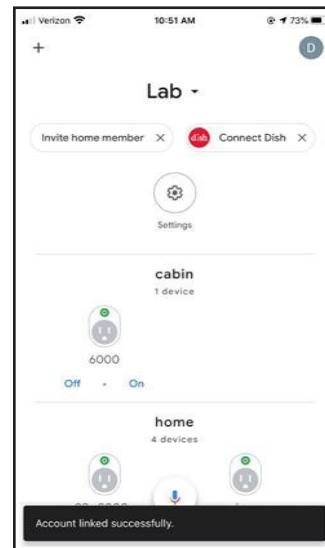 Verizon 10:51 AM 73%
+ D
Lab
Invite home member X dish Connect Dish X
Settings
cabin
1 device
6000
Off - On
home
4 devices
Account linked successfully.